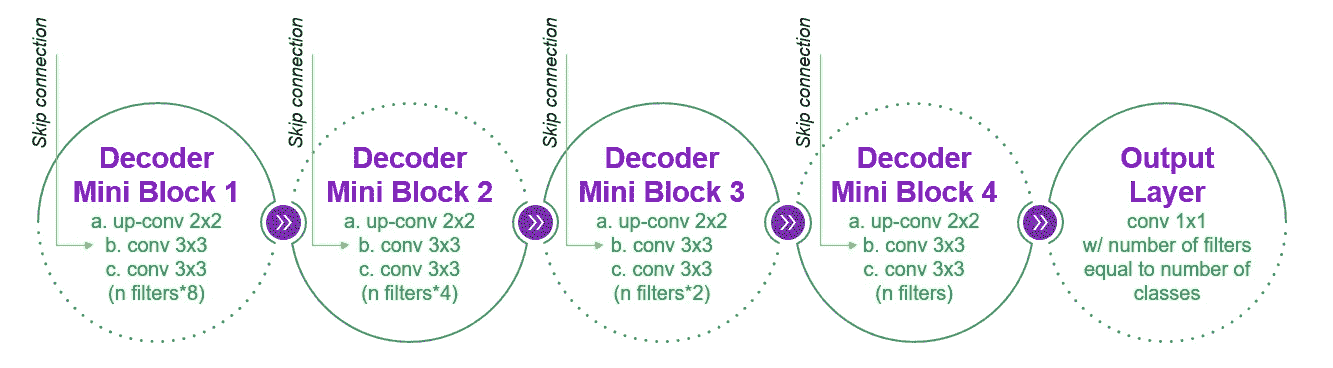 Skip connection
Decoder
Mini Block 1
a. up-conv 2x2
b. conv 3x3
c. conv 3x3
(n filters*8)
Skip connection
Decoder
Mini Block 2
a. up-conv 2x2
b. conv 3x3
c. conv 3x3
(n filters*4)
Skip connection
Decoder
Mini Block 3
a. up-conv 2x2
b. conv 3x3
c. conv 3x3
(n filters*2)
Skip connection
Decoder
Mini Block 4
a. up-conv 2x2
b. conv 3x3
c. conv 3x3
(n filters)
Output
Layer
conv 1x1
w/ number of filters
equal to number of
classes